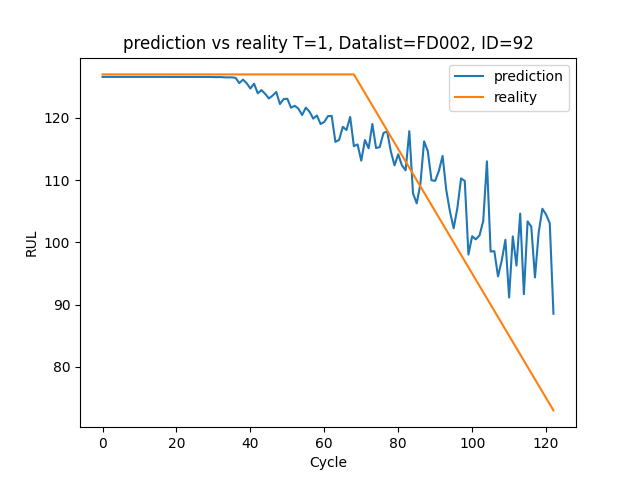 prediction vs reality T=1, Datalist=FD002, ID=92
prediction
reality
120
110
100
90
80
RUL
0 20 40 60 80 100 120
Cycle